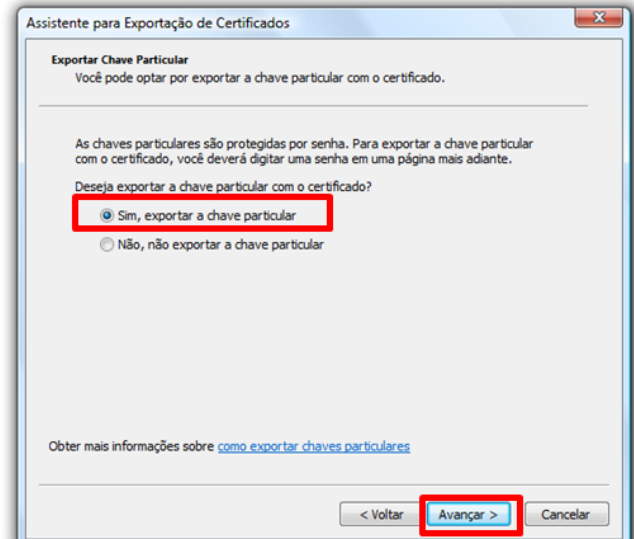 Assistente para Exportação de Certificados
Exportar Chave Particular
Você pode optar por exportar a chave particular com o certificado.
As chaves particulares são protegidas por senha. Para exportar a chave particular
com o certificado, você deverá digitar uma senha em uma página mais adiante.
Deseja exportar a chave particular com o certificado?
Sim, exportar a chave particular
Não, não exportar a chave particular
Obter mais informações sobre como exportar chaves particulares
< Voltar Avançar > Cancelar